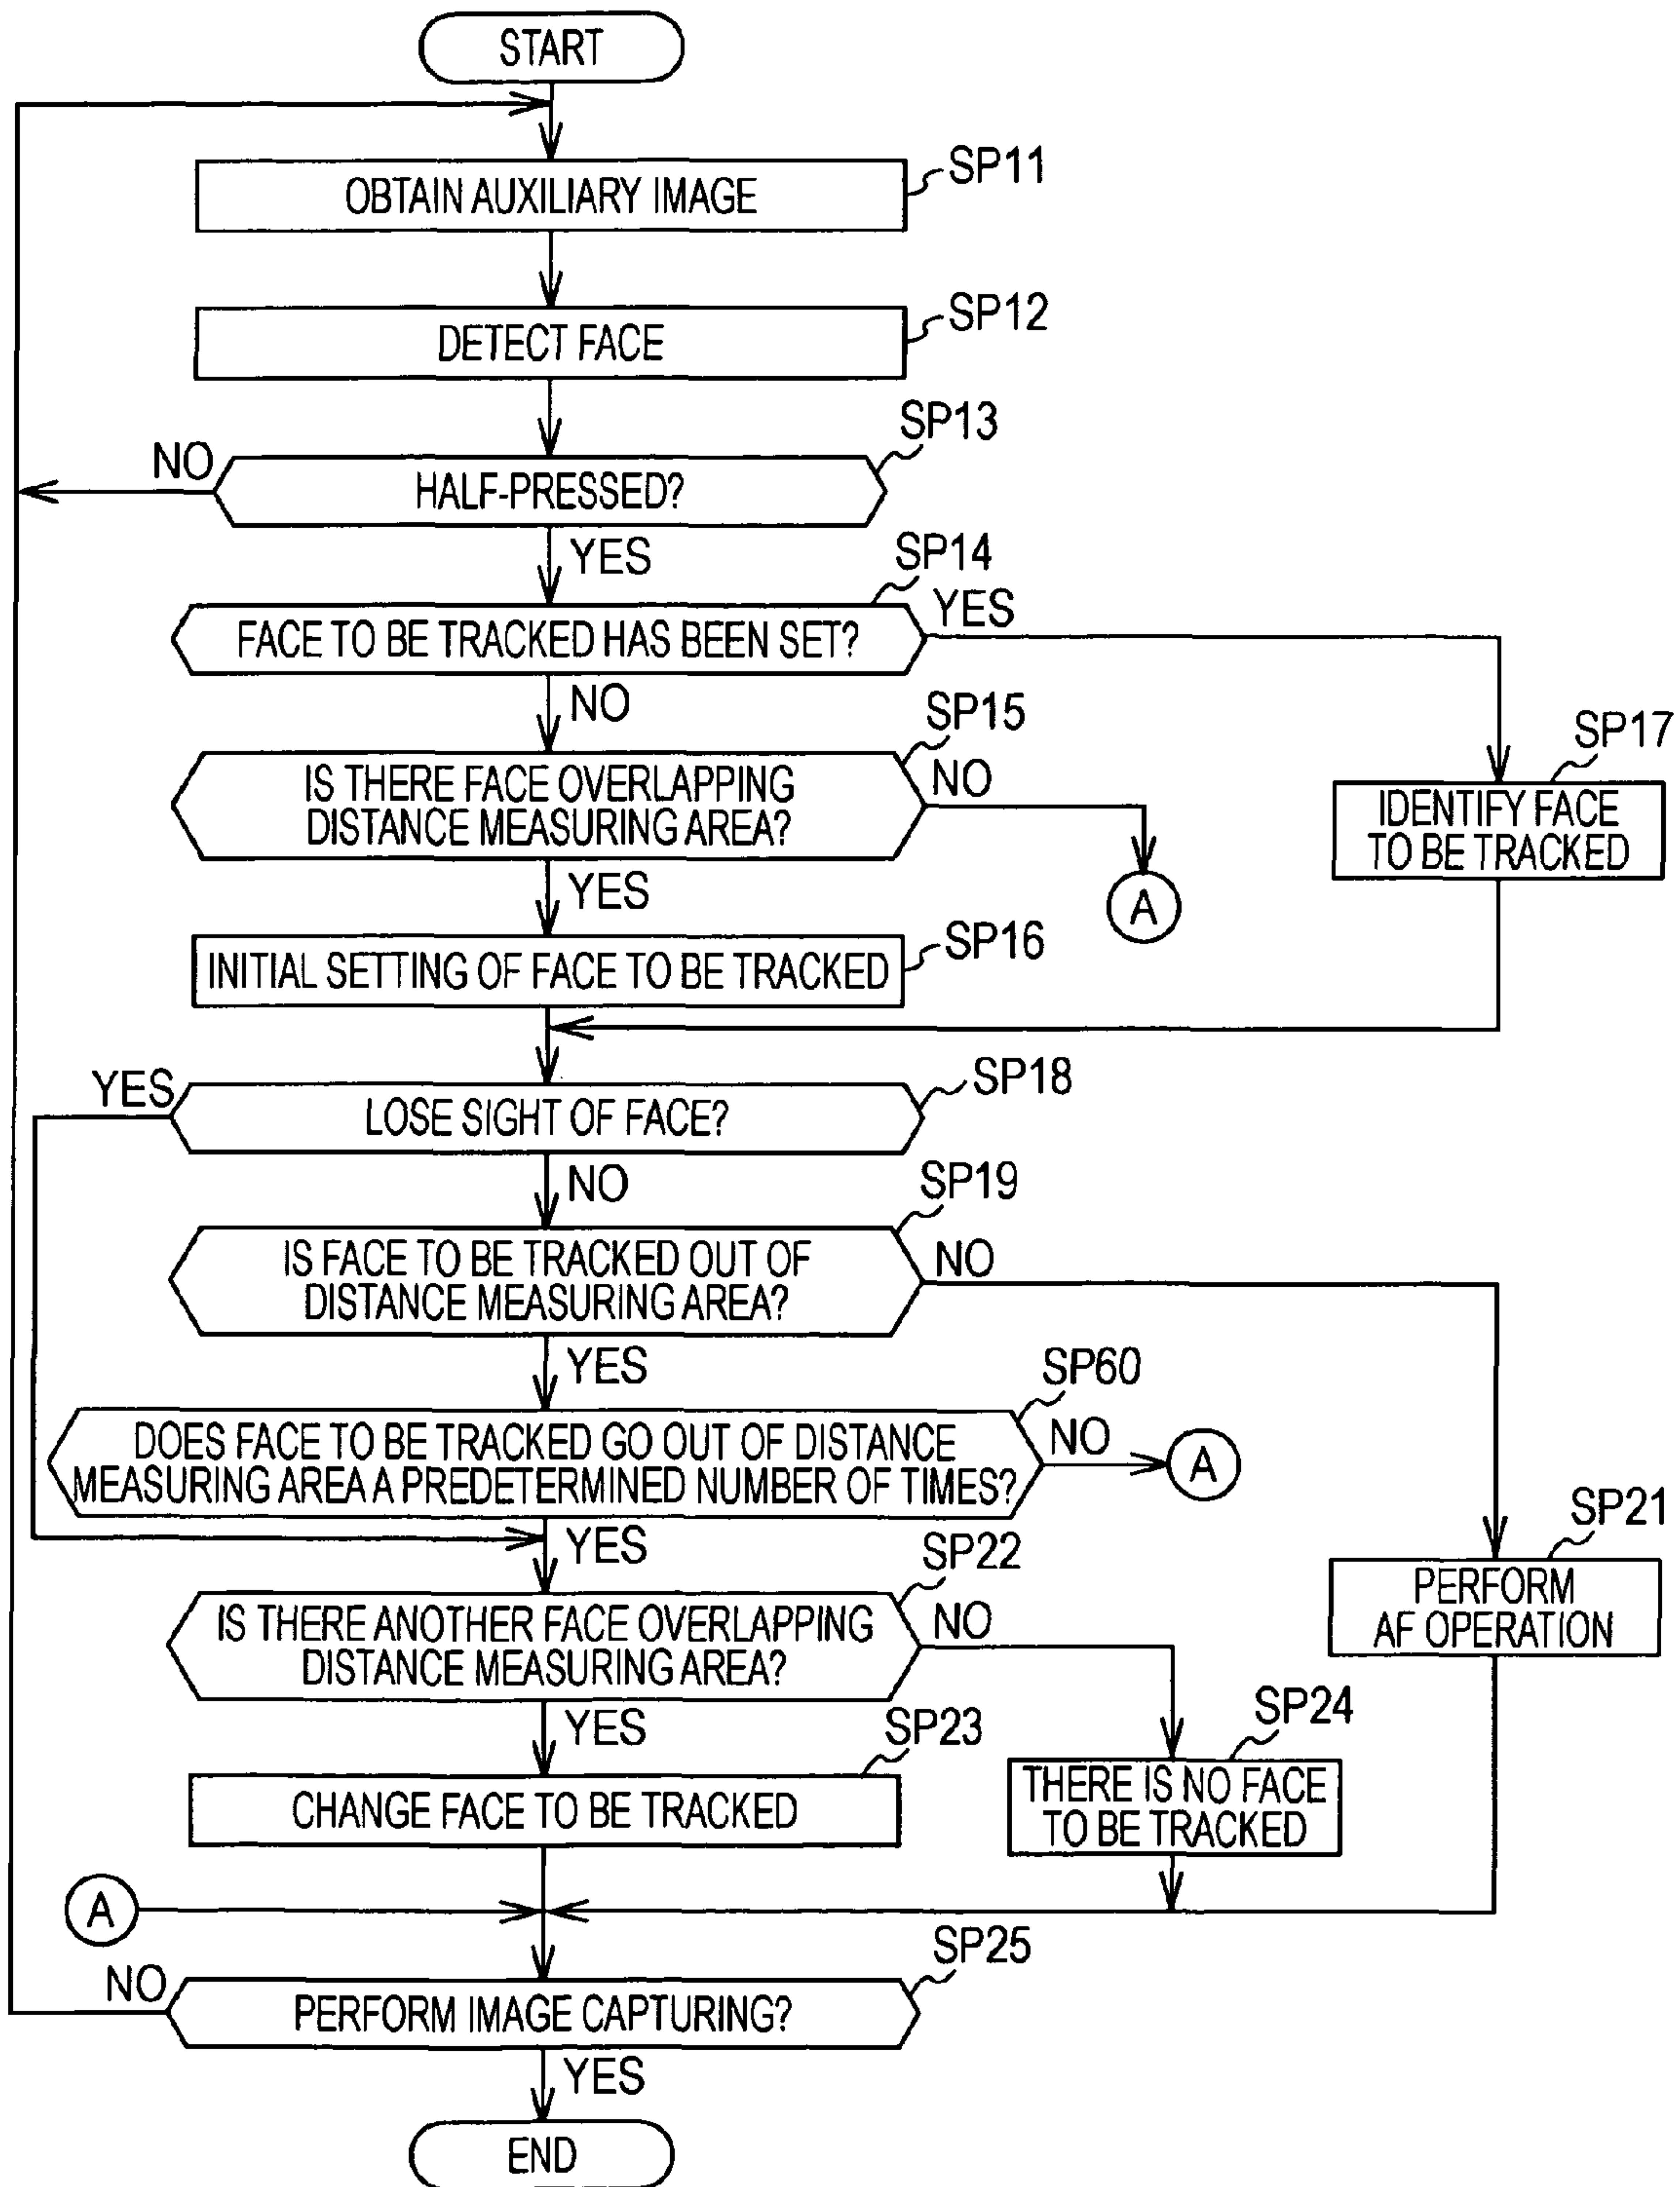 START
SP11
OBTAIN AUXILIARY IMAGE
SP12
DETECT FACE
SP13
NO
HALF-PRESSED?
YES
SP14
YES
FACE TO BE TRACKED HAS BEEN SET?
NO
SP15
NO
IS THERE FACE OVERLAPPING
DISTANCE MEASURING AREA?
SP17
IDENTIFY FACE
TO BE TRACKED
A
YES
SP16
INITIAL SETTING OF FACE TO BE TRACKED
SP18
YES
LOSE SIGHT OF FACE?
NO
SP19
NO
IS FACE TO BE TRACKED OUT OF
DISTANCE MEASURING AREA?
YES
SP60
NO
DOES FACE TO BE TRACKED GO OUT OF DISTANCE
MEASURING AREA A PREDETERMINED NUMBER OF TIMES?
A
YES
SP21
PERFORM
AF OPERATION
SP22
NO
IS THERE ANOTHER FACE OVERLAPPING
DISTANCE MEASURING AREA?
YES
SP23
CHANGE FACE TO BE TRACKED
SP24
THERE IS NO FACE
TO BE TRACKED
A
SP25
NO
PERFORM IMAGE CAPTURING?
YES
END